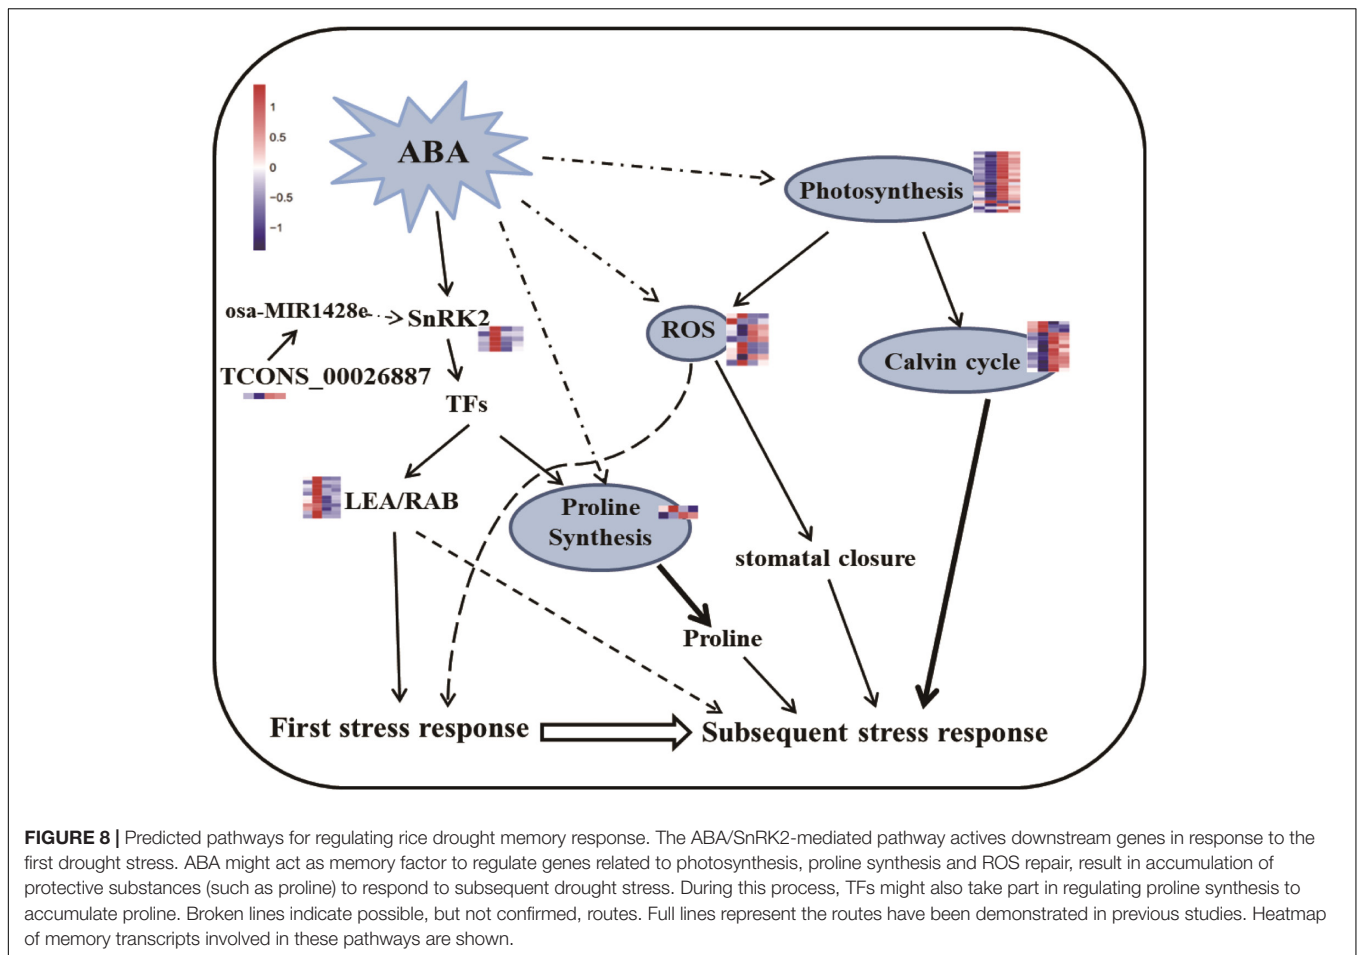 1
0.5
0
−0.5
−1
ABA
Photosynthesis
osa-MIR1428e
SnRK2
ROS
Calvin cycle
TCONS_00026887
TFs
LEA/RAB
Proline
Synthesis
stomatal closure
Proline
First stress response
Subsequent stress response
FIGURE 8 | Predicted pathways for regulating rice drought memory response. The ABA/SnRK2-mediated pathway actives downstream genes in response to the
first drought stress. ABA might act as memory factor to regulate genes related to photosynthesis, proline synthesis and ROS repair, result in accumulation of
protective substances (such as proline) to respond to subsequent drought stress. During this process, TFs might also take part in regulating proline synthesis to
accumulate proline. Broken lines indicate possible, but not confirmed, routes. Full lines represent the routes have been demonstrated in previous studies. Heatmap
of memory transcripts involved in these pathways are shown.